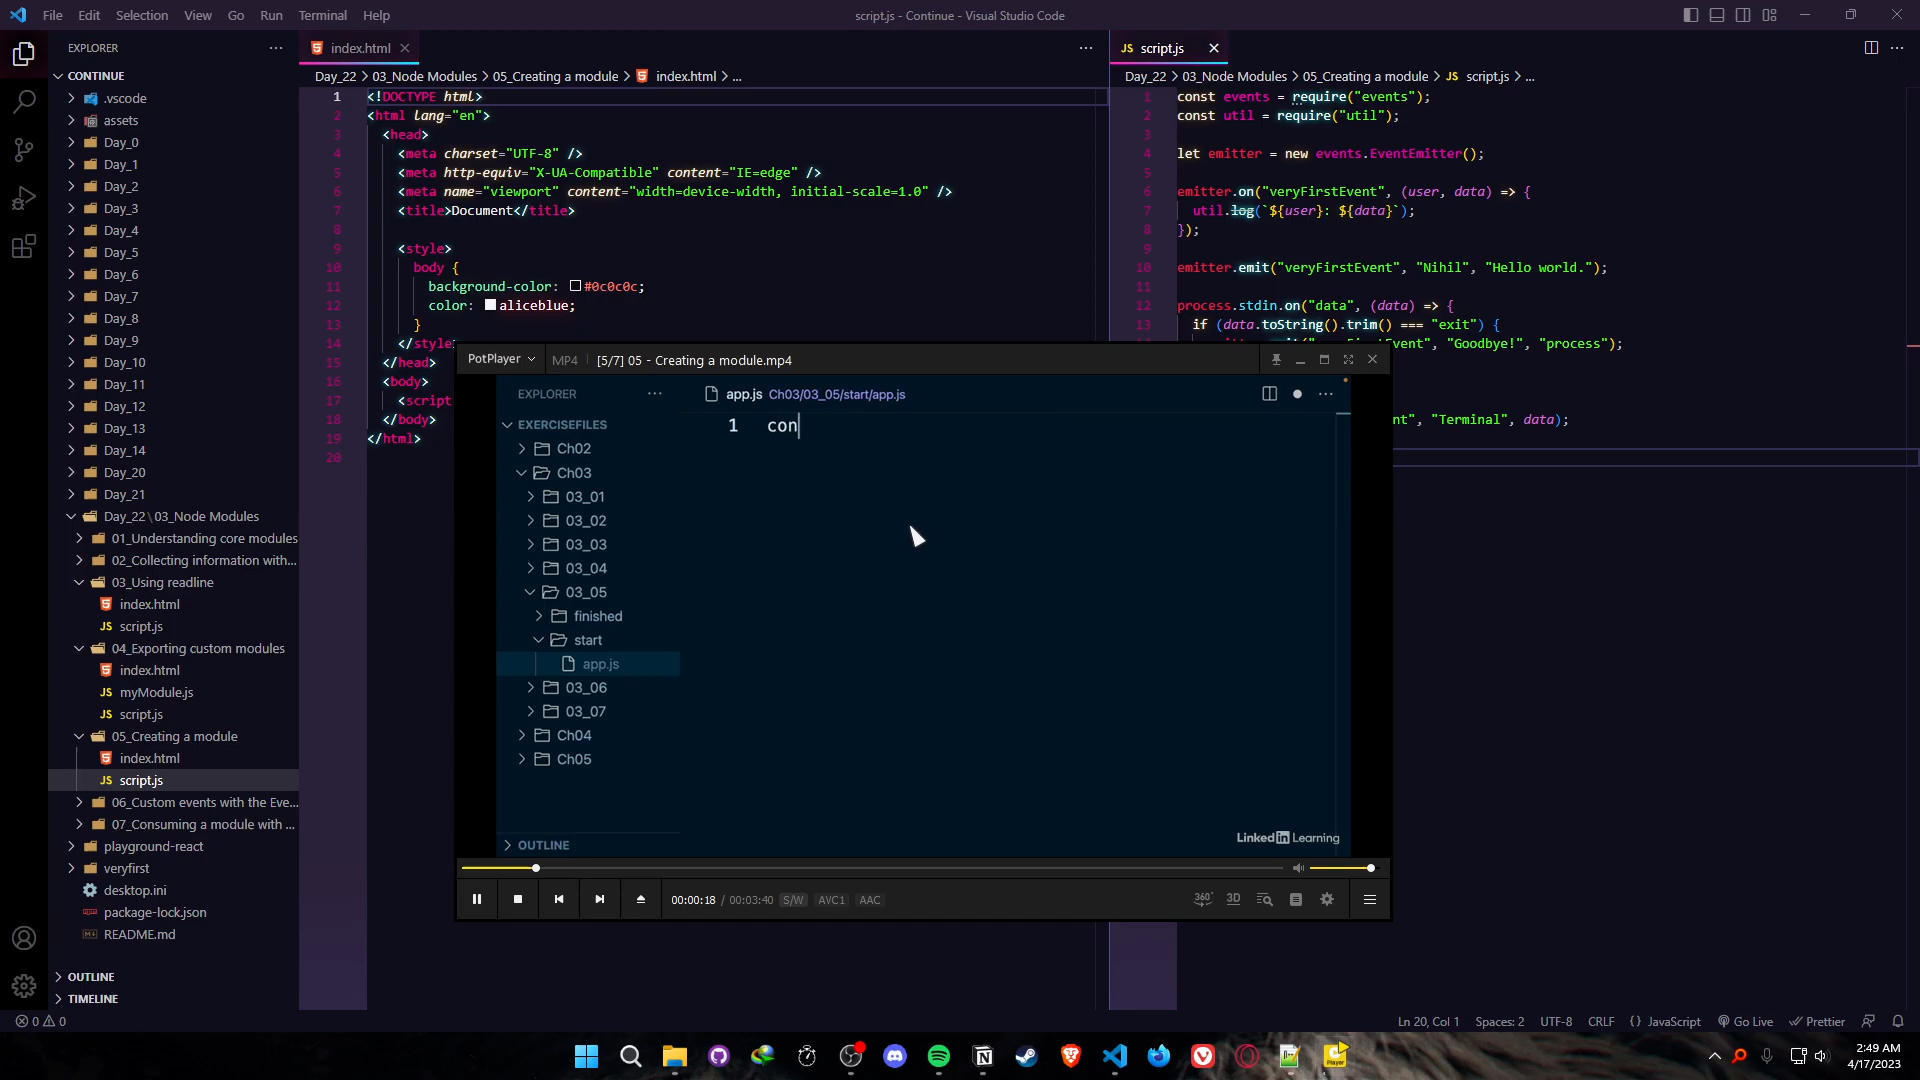 File Edit Selection View Go Run Terminal Help
script.js - Continue - Visual Studio Code
EXPLORER
CONTINUE
.vscode
assets
Day_0
Day_1
Day_2
Day_3
Day_4
Day_5
Day_6
Day_7
Day_8
Day_9
Day_10
Day_11
Day_12
Day_13
Day_14
Day_20
Day_21
Day_22\03_Node Modules
01_Understanding core modules
02_Collecting information with...
03_Using readline
index.html
JS script.js
04_Exporting custom modules
index.html
JS myModule.js
JS script.js
05_Creating a module
index.html
JS script.js
06_Custom events with the Eve...
07_Consuming a module with ...
playground-react
veryfirst
desktop.ini
package-lock.json
README.md
OUTLINE
TIMELINE
index.html
Day_22 > 03_Node Modules > 05_Creating a module > index.html > ...
1 <!DOCTYPE html>
2 <html lang="en">
3 <head>
4 <meta charset="UTF-8" />
5 <meta http-equiv="X-UA-Compatible" content="IE=edge" />
6 <meta name="viewport" content="width=device-width, initial-scale=1.0" />
7 <title>Document</title>
8
9 <style>
10 body {
11 background-color: #0c0c0c;
12 color: aliceblue;
13 }
14 </style
15 </head>
16 <body>
17 <script
18 </body>
19 </html>
20
JS script.js
Day_22 > 03_Node Modules > 05_Creating a module > JS script.js > ...
1 const events = require("events");
2 const util = require("util");
3
4 let emitter = new events.EventEmitter();
5
6 emitter.on("veryFirstEvent", (user, data) => {
7 util.log(`${user}: ${data}`);
8 });
9
10 emitter.emit("veryFirstEvent", "Nihil", "Hello world.");
11
12 process.stdin.on("data", (data) => {
13 if (data.toString().trim() === "exit") {
Event", "Goodbye!", "process");
nt", "Terminal", data);
PotPlayer MP4 [5/7] 05 - Creating a module.mp4
EXPLORER
EXERCISEFILES
Ch02
Ch03
03_01
03_02
03_03
03_04
03_05
finished
start
app.js
03_06
03_07
Ch04
Ch05
OUTLINE
app.js Ch03/03_05/start/app.js
1 con
Linked in Learning
00:00:18 / 00:03:40 S/W AVC1 AAC
360° 3D
0 0
Ln 20, Col 1 Spaces: 2 UTF-8 CRLF {} JavaScript Go Live Prettier
2:49 AM
4/17/2023